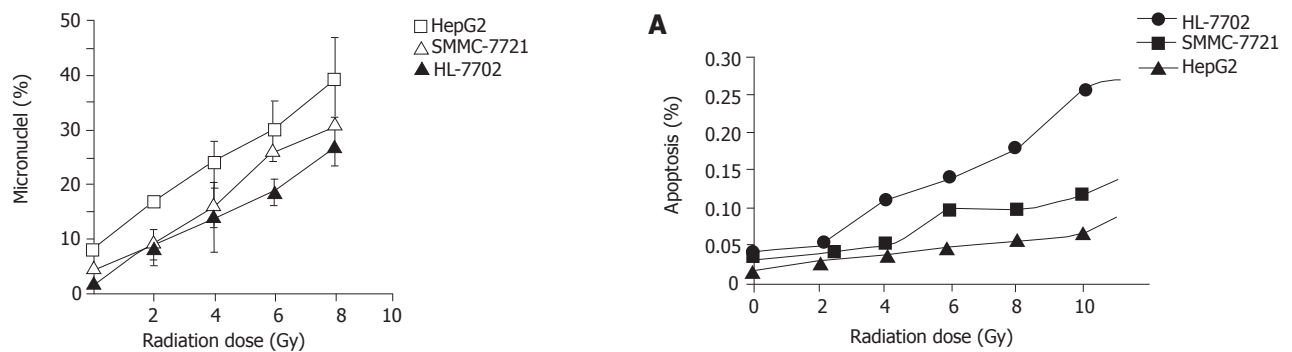 50
40
30
20
10
0
Micronuclel (%)
2 4 6 8 10
Radiation dose (Gy)
HepG2
SMMC-7721
HL-7702
A
HL-7702
SMMC-7721
HepG2
0.30
0.25
0.20
0.15
0.10
0.05
0
Apoptosis (%)
0 2 4 6 8 10
Radiation dose (Gy)